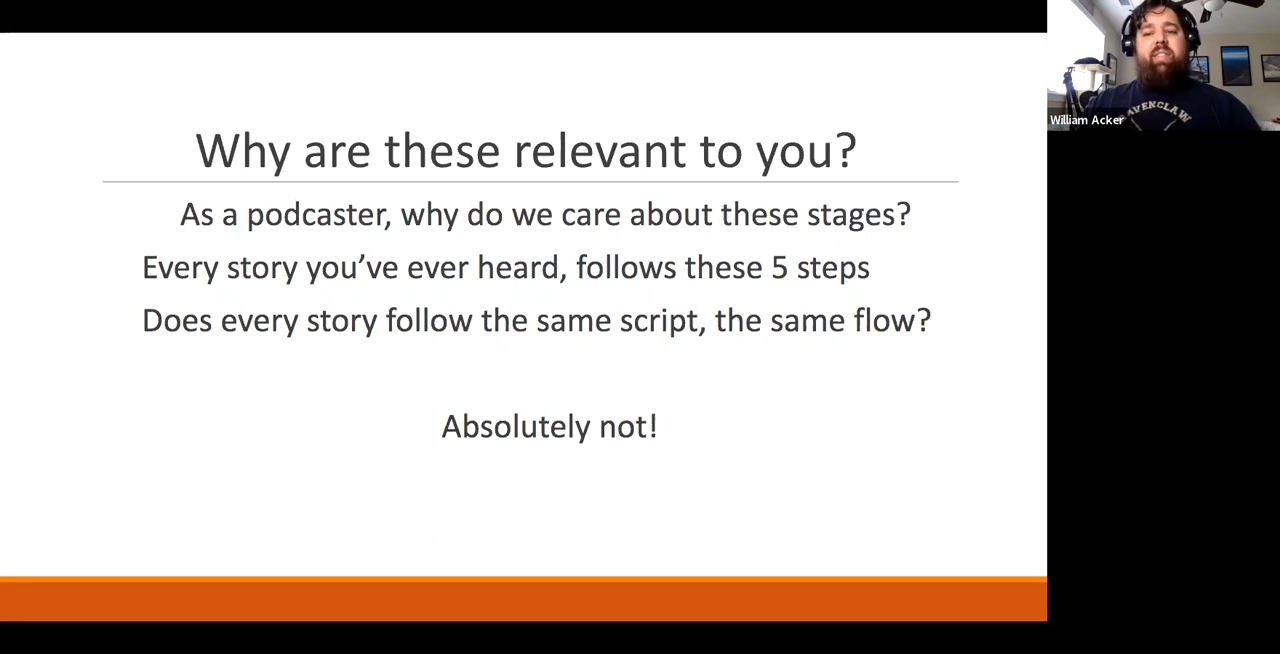 Why are these relevant to you?
As a podcaster, why do we care about these stages?
Every story you’ve ever heard, follows these 5 steps
Does every story follow the same script, the same flow?
Absolutely not!
AVENCLAW
William Acker